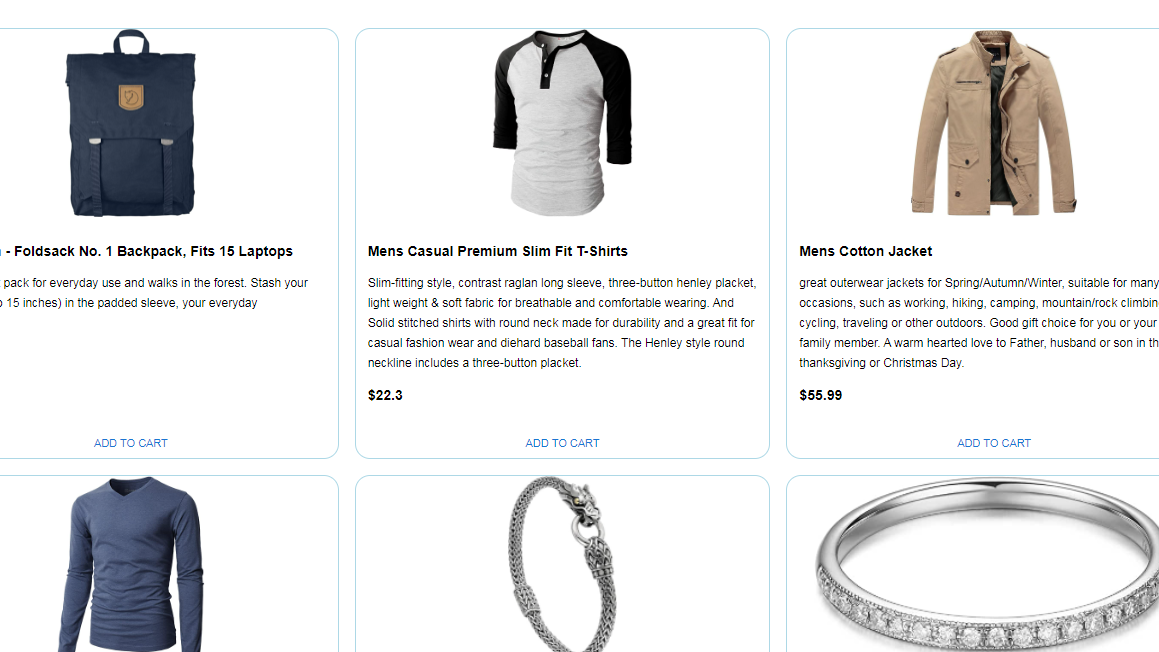 - Foldsack No. 1 Backpack, Fits 15 Laptops
pack for everyday use and walks in the forest. Stash your
15 inches) in the padded sleeve, your everyday
ADD TO CART
Mens Casual Premium Slim Fit T-Shirts
Slim-fitting style, contrast raglan long sleeve, three-button henley placket,
light weight & soft fabric for breathable and comfortable wearing. And
Solid stitched shirts with round neck made for durability and a great fit for
casual fashion wear and diehard baseball fans. The Henley style round
neckline includes a three-button placket.
$22.3
ADD TO CART
Mens Cotton Jacket
great outerwear jackets for Spring/Autumn/Winter, suitable for many
occasions, such as working, hiking, camping, mountain/rock climbin
cycling, traveling or other outdoors. Good gift choice for you or your
family member. A warm hearted love to Father, husband or son in th
thanksgiving or Christmas Day.
$55.99
ADD TO CART